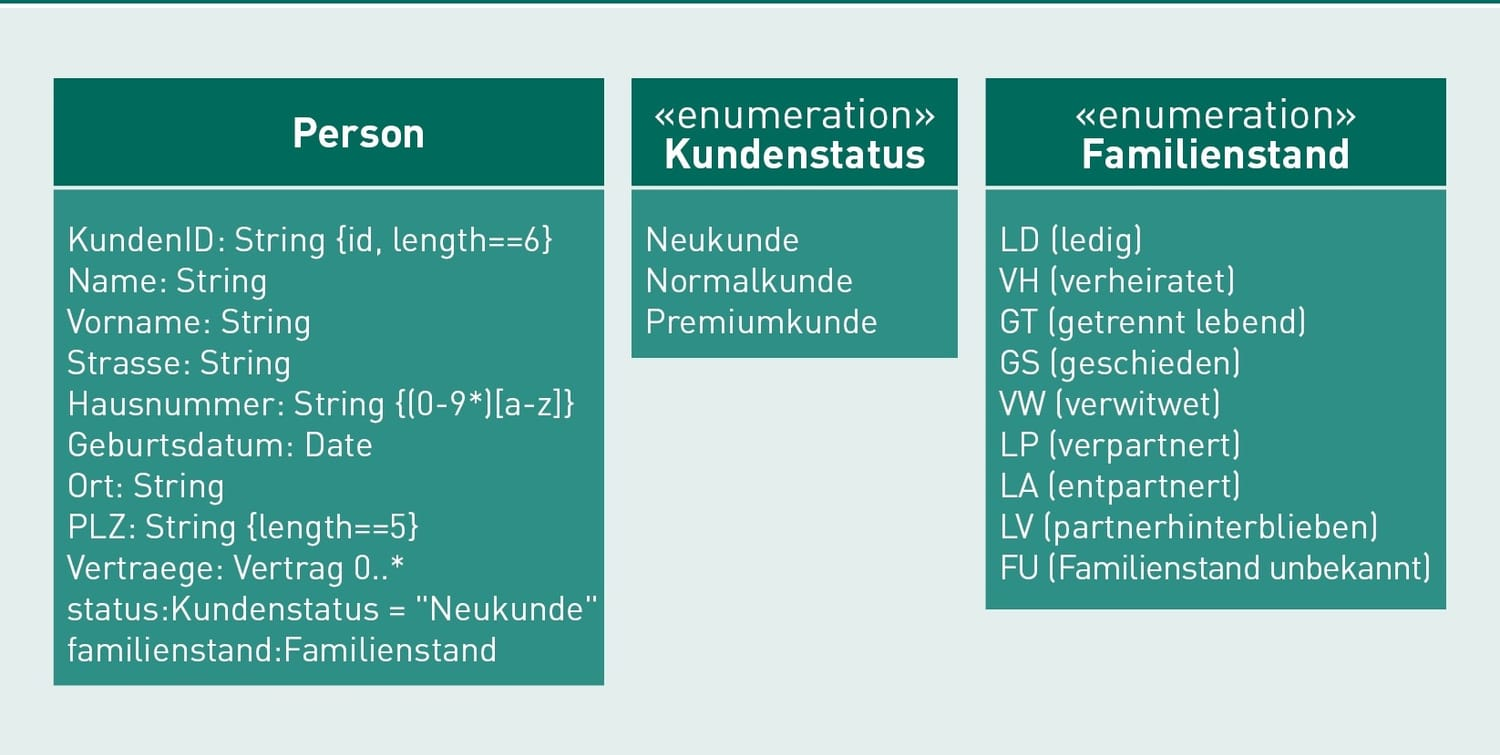 Person
KundenID: String {id, length==6}
Name: String
Vorname: String
Strasse: String
Hausnummer: String {(0-9*)[a-z]}
Geburtsdatum: Date
Ort: String
PLZ: String {length==5}
Vertraege: Vertrag 0..*
status:Kundenstatus = "Neukunde"
familienstand:Familienstand
«enumeration»
Kundenstatus
Neukunde
Normalkunde
Premiumkunde
«enumeration»
Familienstand
LD (ledig)
VH (verheiratet)
GT (getrennt lebend)
GS (geschieden)
VW (verwitwet)
LP (verpartnert)
LA (entpartnert)
LV (partnerhinterblieben)
FU (Familienstand unbekannt)